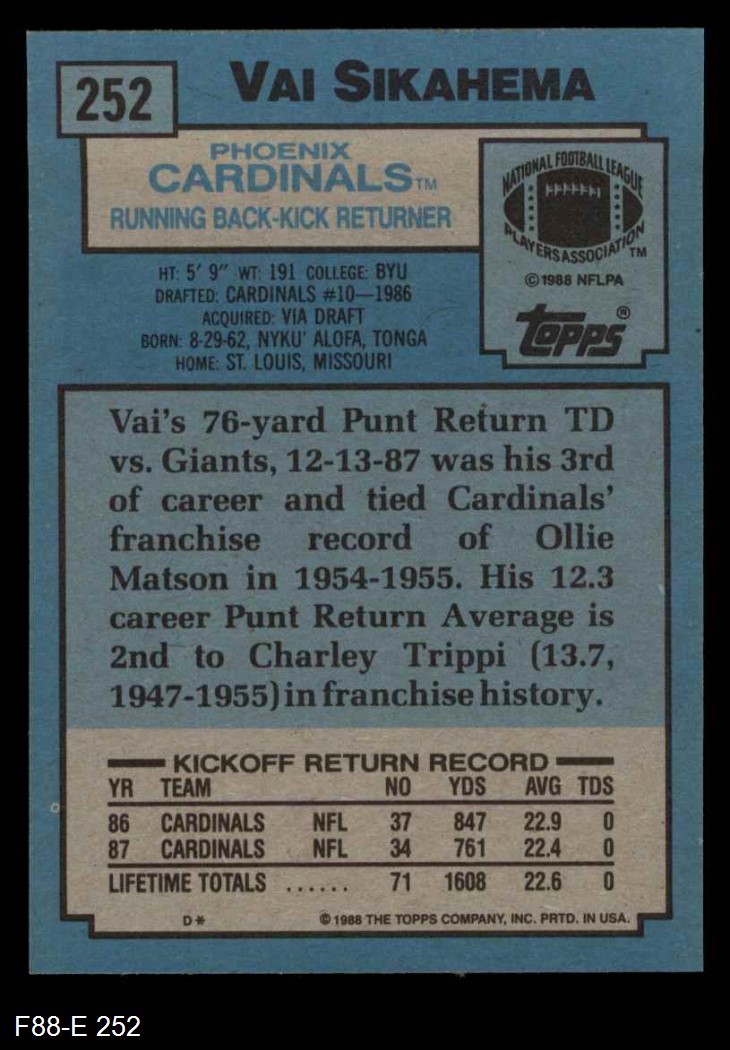 252
VAI SIKAHEMA
PHOENIX
CARDINALS™
RUNNING BACK-KICK RETURNER
NATIONAL FOOTBALL LEAGUE
PLAYERS ASSOCIATION ™
© 1988 NFLPA
topps®
HT: 5' 9" WT: 191 COLLEGE: BYU
DRAFTED: CARDINALS #10—1986
ACQUIRED: VIA DRAFT
BORN: 8-29-62, NYKU' ALOFA, TONGA
HOME: ST. LOUIS, MISSOURI
Vai's 76-yard Punt Return TD
vs. Giants, 12-13-87 was his 3rd
of career and tied Cardinals'
franchise record of Ollie
Matson in 1954-1955. His 12.3
career Punt Return Average is
2nd to Charley Trippi (13.7,
1947-1955) in franchise history.
KICKOFF RETURN RECORD
YR TEAM NO YDS AVG TDS
86 CARDINALS NFL 37 847 22.9 0
87 CARDINALS NFL 34 761 22.4 0
LIFETIME TOTALS ...... 71 1608 22.6 0
D* © 1988 THE TOPPS COMPANY, INC. PRTD. IN USA.
F88-E 252